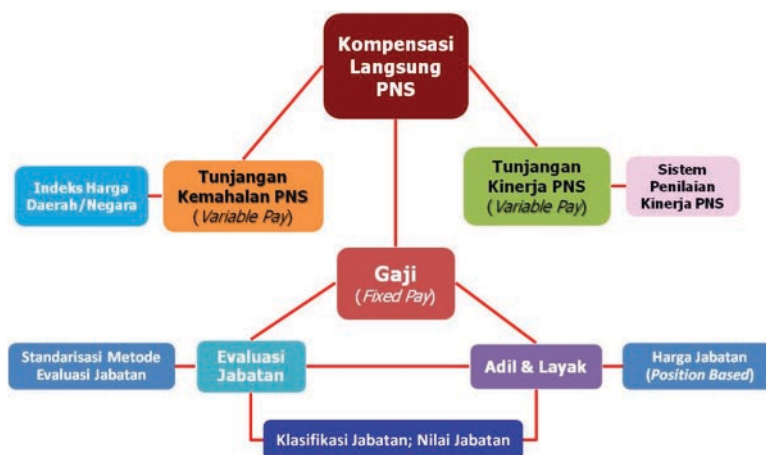 Kompensasi
Langsung
PNS
Indeks Harga
Daerah/Negara
Tunjangan
Kemahalan PNS
(Variable Pay)
Tunjangan
Kinerja PNS
(Variable Pay)
Sistem
Penilaian
Kinerja PNS
Gaji
(Fixed Pay)
Standarisasi Metode
Evaluasi Jabatan
Evaluasi
Jabatan
Adil & Layak
Harga Jabatan
(Position Based)
Klasifikasi Jabatan; Nilai Jabatan